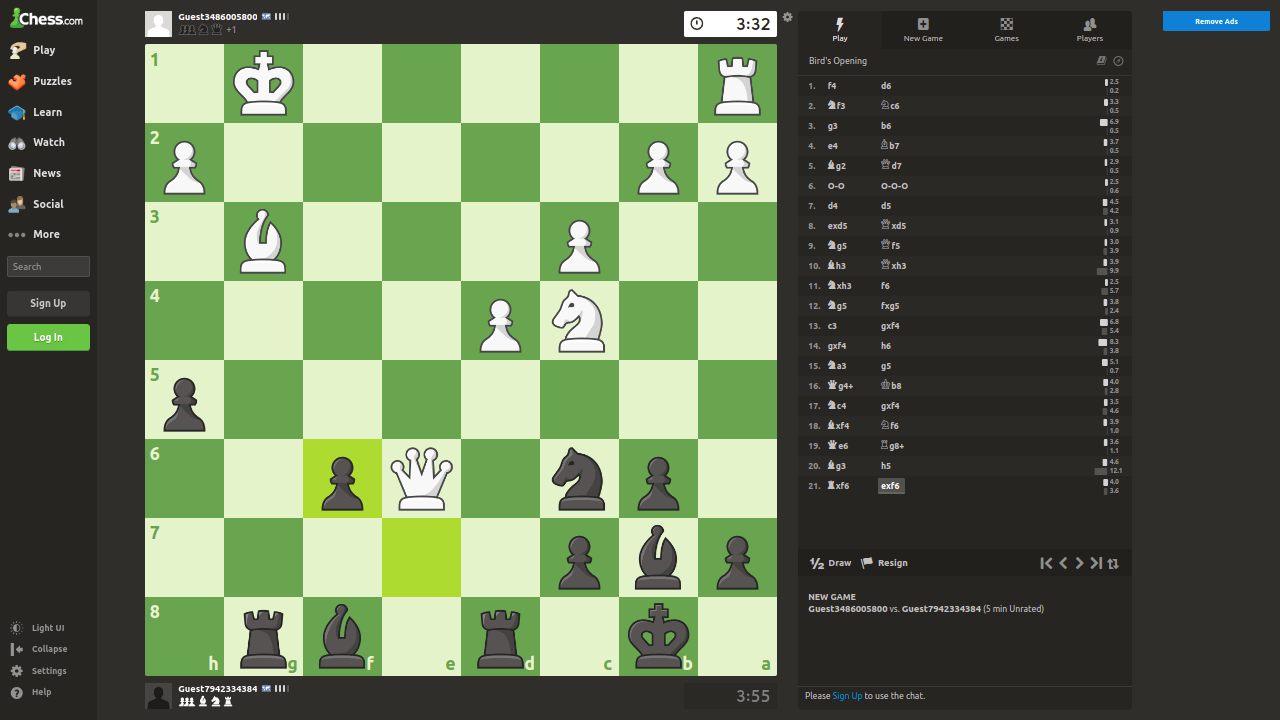 Chess.com
Play
Puzzles
Learn
Watch
News
Social
More
Search
Sign Up
Log In
Light UI
Collapse
Settings
Help
Guest3486005800
+1
3:32
1
2
3
4
5
6
7
8
h g f e d c b a
Guest7942334384
3:55
Play
New Game
Games
Players
Bird's Opening
1. f4 d6 2.5
0.2
2. f3 c6 3.3
0.5
3. g3 b6 6.9
0.5
4. e4 b7 3.7
0.5
5. g2 d7 2.9
0.5
6. O-O O-O-O 2.5
0.6
7. d4 d5 4.5
4.2
8. exd5 xd5 3.1
0.9
9. g5 f5 3.0
3.9
10. h3 xh3 3.9
9.9
11. xh3 f6 2.5
5.7
12. g5 fxg5 3.8
2.4
13. c3 gxf4 6.8
5.4
14. gxf4 h6 8.3
3.8
15. a3 g5 5.1
0.7
16. g4+ b8 4.0
2.8
17. c4 gxf4 3.5
4.6
18. xf4 f6 3.9
1.0
19. e6 g8+ 3.6
1.1
20. g3 h5 4.6
12.1
21. xf6 exf6 4.0
3.6
½ Draw Resign
NEW GAME
Guest3486005800 vs. Guest7942334384 (5 min Unrated)
Please Sign Up to use the chat.
Remove Ads